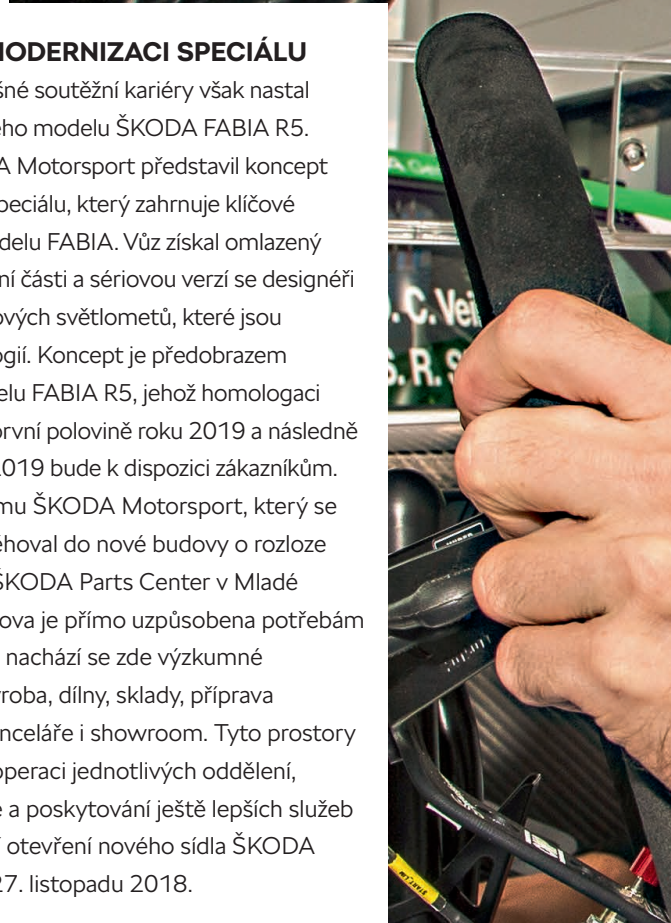 MODERNIZACI SPECIÁLU
šné soutěžní kariéry však nastal
ého modelu ŠKODA FABIA R5.
A Motorsport představil koncept
peciálu, který zahrnuje klíčové
delu FABIA. Vůz získal omlazený
ní části a sériovou verzí se designéři
ových světlometů, které jsou
ogií. Koncept je předobrazem
elu FABIA R5, jehož homologaci
první polovině roku 2019 a následně
2019 bude k dispozici zákazníkům.
mu ŠKODA Motorsport, který se
ěhoval do nové budovy o rozloze
ŠKODA Parts Center v Mladé
ova je přímo uzpůsobena potřebám
nachází se zde výzkumné
roba, dílny, sklady, příprava
nceláře i showroom. Tyto prostory
operaci jednotlivých oddělení,
e a poskytování ještě lepších služeb
í otevření nového sídla ŠKODA
27. listopadu 2018.
C. Vei
S. R. S